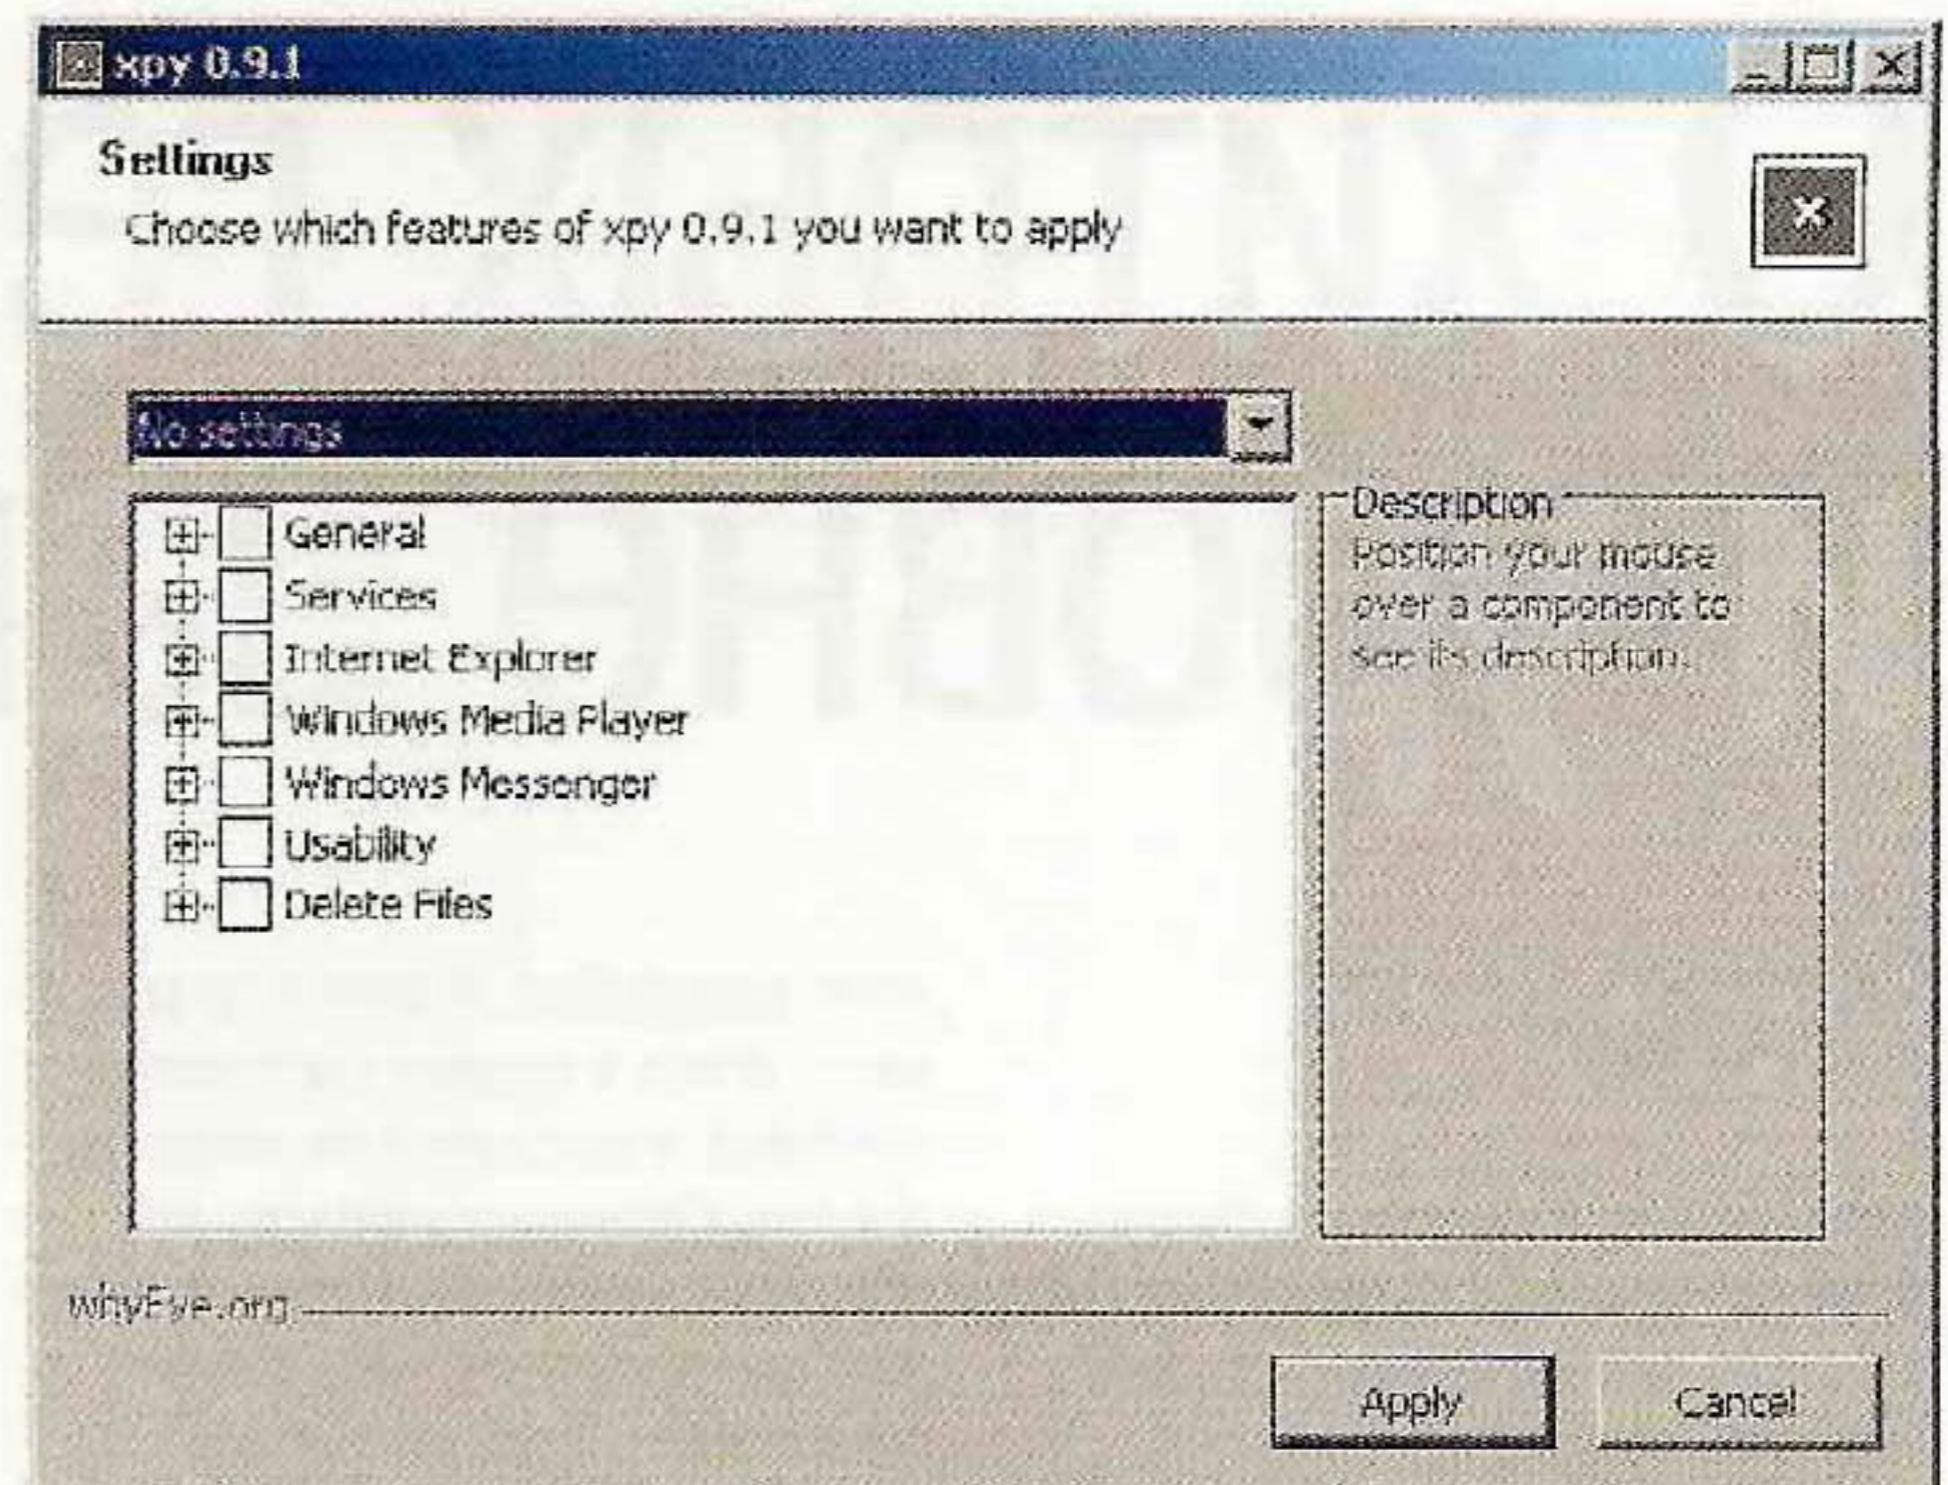 xpy 0.9.1
Settings
Choose which features of xpy 0.9.1 you want to apply
No settings
General
Services
Internet Explorer
Windows Media Player
Windows Messenger
Usability
Delete Files
Description
Position your mouse
over a component to
see its description.
whyEye.org
Apply
Cancel